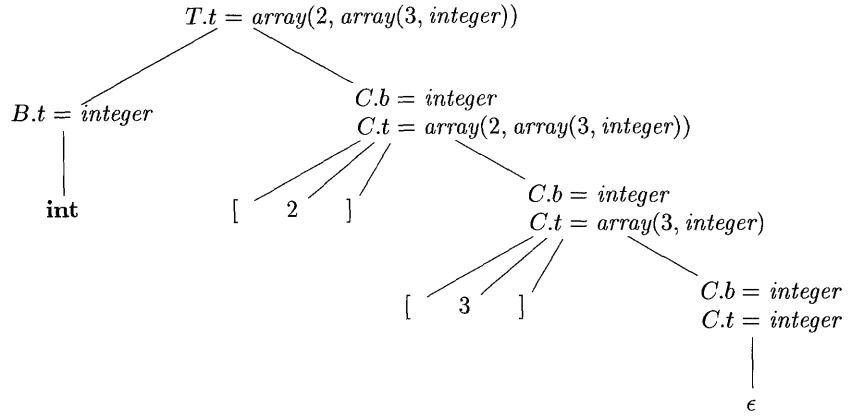 T.t = array(2, array(3, integer))
B.t = integer
C.b = integer
C.t = array(2, array(3, integer))
int
[ 2 ]
C.b = integer
C.t = array(3, integer)
[ 3 ]
C.b = integer
C.t = integer
ϵ